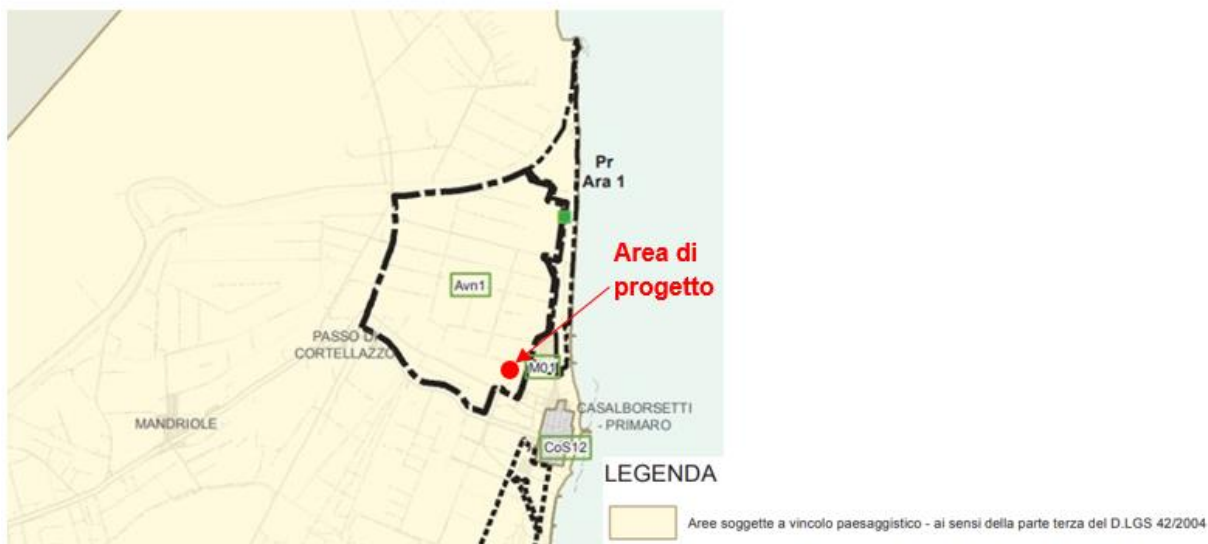 Pr
Ara 1
Area di
progetto
Avn1
PASSO DI
CORTELLAZZO
M01
MANDRIOLE
CASALBORSETTI
- PRIMARO
CoS12
LEGENDA
Aree soggette a vincolo paesaggistico - ai sensi della parte terza del D.LGS 42/2004